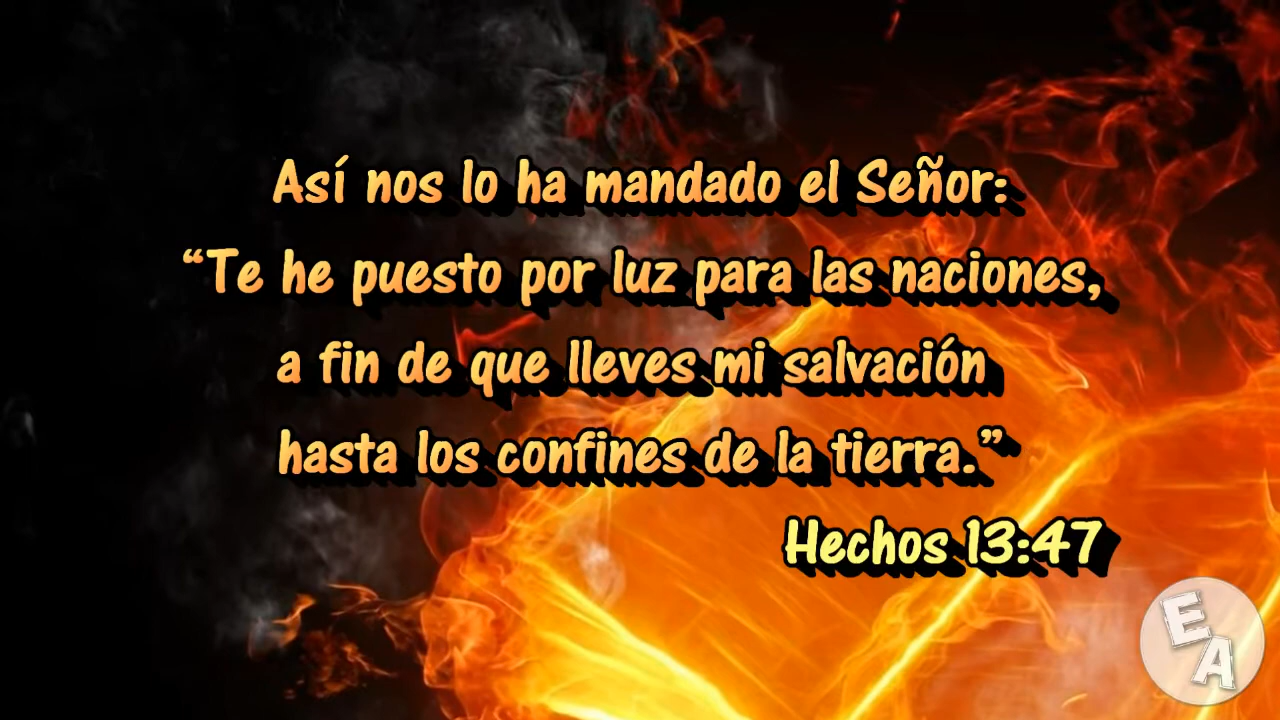 Así nos lo ha mandado el Señor:
“Te he puesto por luz para las naciones,
a fin de que lleves mi salvación
hasta los confines de la tierra.”
Hechos 13:47
EA